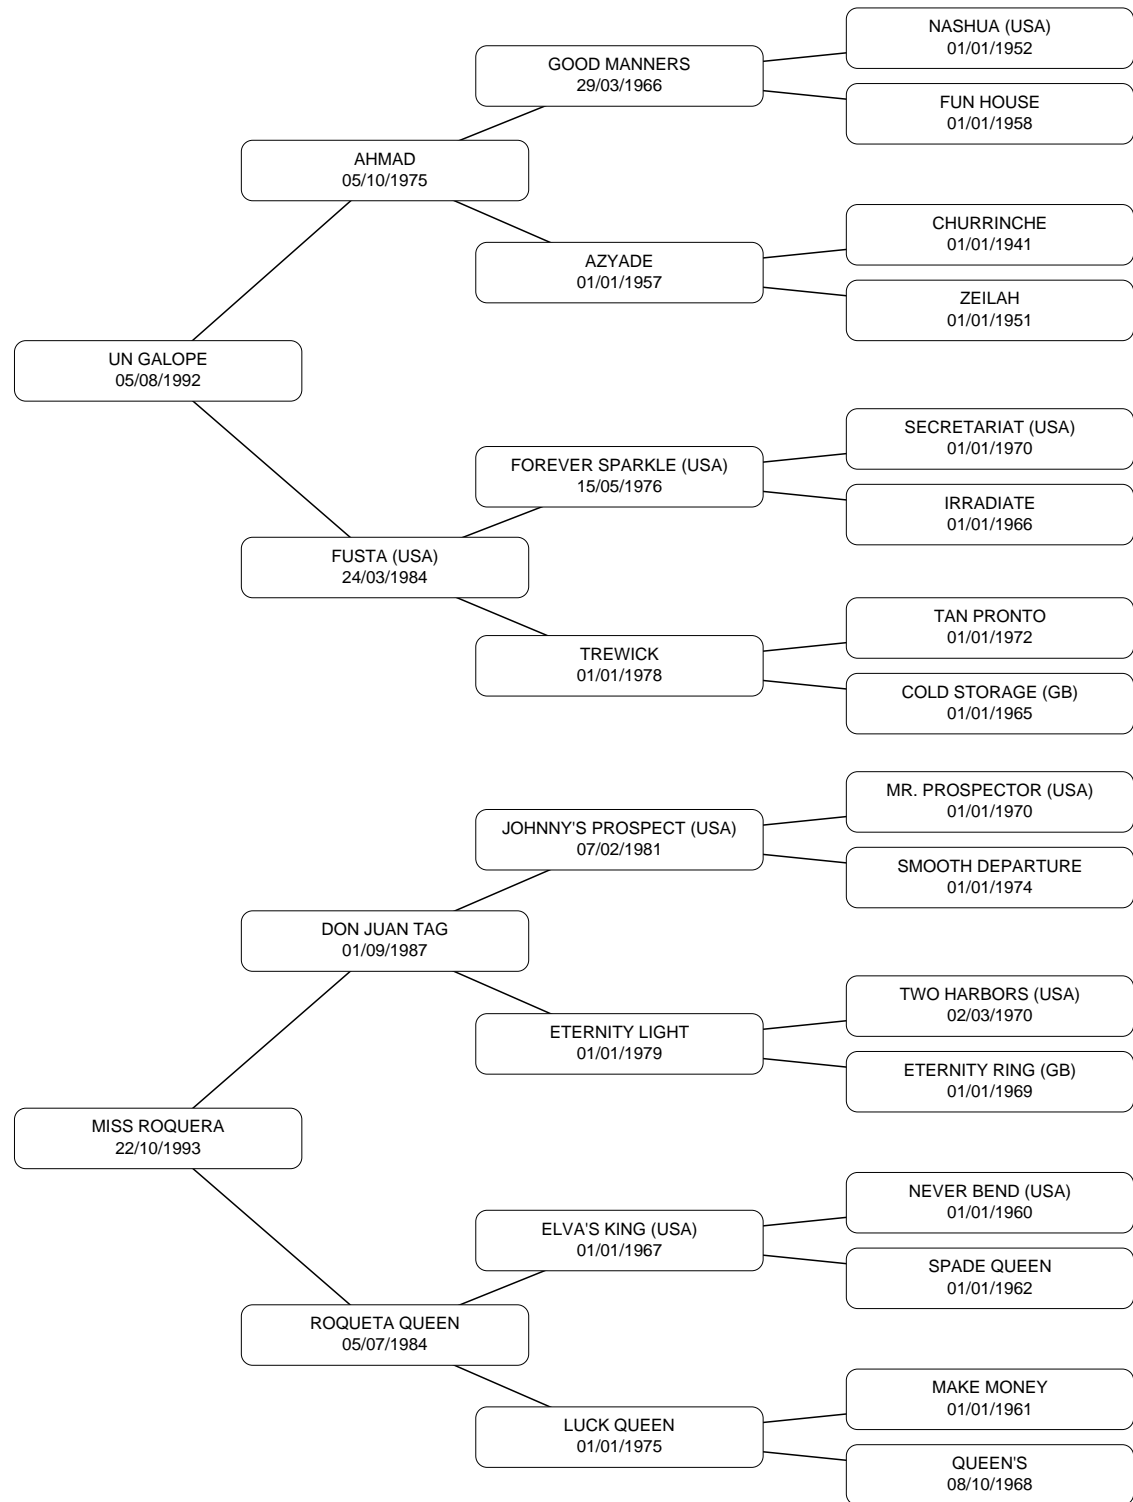 NASHUA (USA)
01/01/1952
GOOD MANNERS
29/03/1966
FUN HOUSE
01/01/1958
AHMAD
05/10/1975
CHURRINCHE
01/01/1941
AZYADE
01/01/1957
ZEILAH
01/01/1951
UN GALOPE
05/08/1992
SECRETARIAT (USA)
01/01/1970
FOREVER SPARKLE (USA)
15/05/1976
IRRADIATE
01/01/1966
FUSTA (USA)
24/03/1984
TAN PRONTO
01/01/1972
TREWICK
01/01/1978
COLD STORAGE (GB)
01/01/1965
MR. PROSPECTOR (USA)
01/01/1970
JOHNNY'S PROSPECT (USA)
07/02/1981
SMOOTH DEPARTURE
01/01/1974
DON JUAN TAG
01/09/1987
TWO HARBORS (USA)
02/03/1970
ETERNITY LIGHT
01/01/1979
ETERNITY RING (GB)
01/01/1969
MISS ROQUERA
22/10/1993
NEVER BEND (USA)
01/01/1960
ELVA'S KING (USA)
01/01/1967
SPADE QUEEN
01/01/1962
ROQUETA QUEEN
05/07/1984
MAKE MONEY
01/01/1961
LUCK QUEEN
01/01/1975
QUEEN'S
08/10/1968